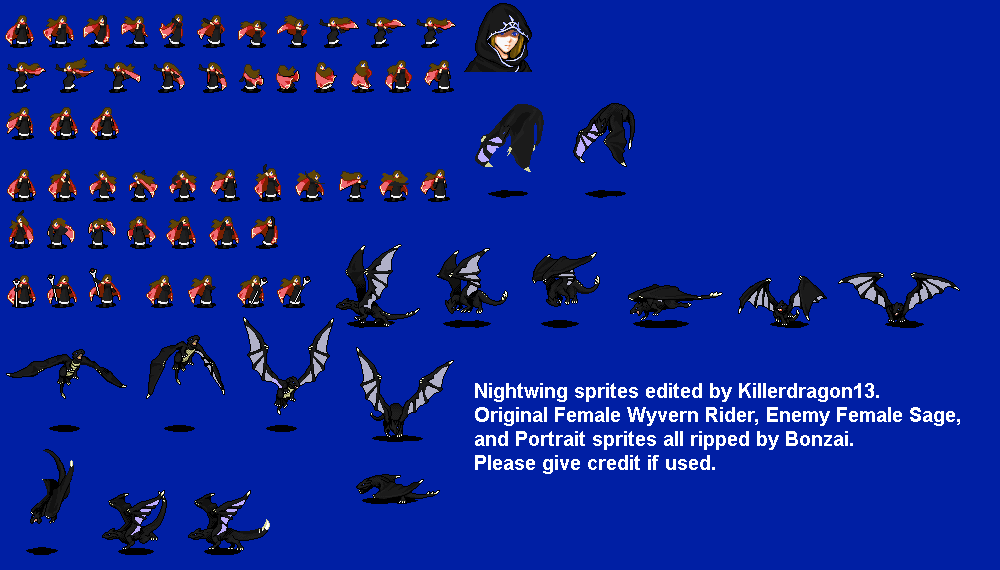 Nightwing sprites edited by Killerdragon13.
Original Female Wyvern Rider, Enemy Female Sage,
and Portrait sprites all ripped by Bonzai.
Please give credit if used.